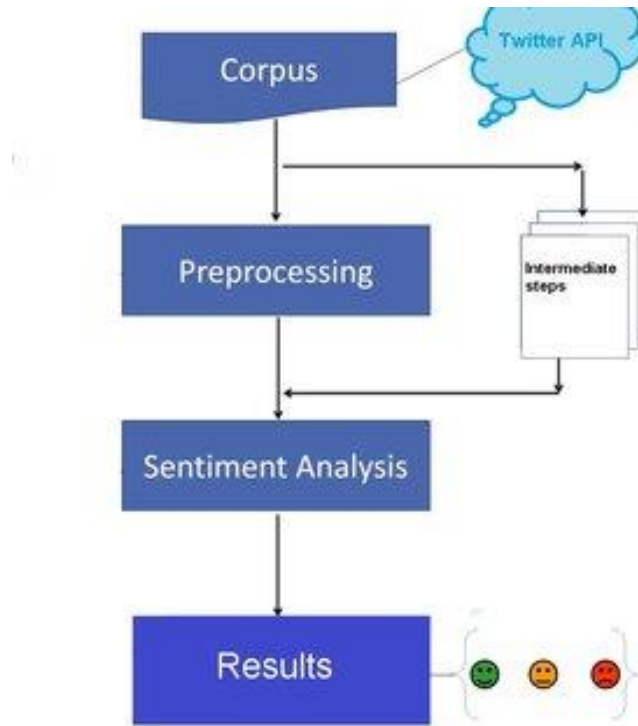 Twitter API
Corpus
Preprocessing
Intermediate
steps
Sentiment Analysis
Results